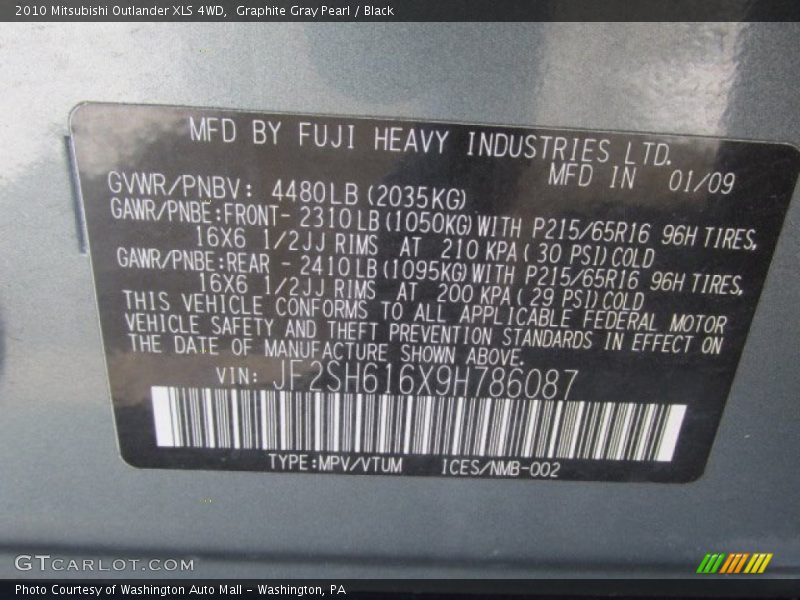 2010 Mitsubishi Outlander XLS 4WD, Graphite Gray Pearl / Black
MFD BY FUJI HEAVY INDUSTRIES LTD.
MFD IN 01/09
GVWR/PNBV: 4480LB (2035KG)
GAWR/PNBE:FRONT- 2310LB (1050KG) WITH P215/65R16 96H TIRES,
16X6 1/2JJ RIMS AT 210 KPA ( 30 PSI) COLD
GAWR/PNBE:REAR - 2410LB (1095KG) WITH P215/65R16 96H TIRES,
16X6 1/2JJ RIMS AT 200 KPA ( 29 PSI) COLD
THIS VEHICLE CONFORMS TO ALL APPLICABLE FEDERAL MOTOR
VEHICLE SAFETY AND THEFT PREVENTION STANDARDS IN EFFECT ON
THE DATE OF MANUFACTURE SHOWN ABOVE.
VIN: JF2SH616X9H786087
TYPE:MPV/VTUM ICES/NMB-002
GTCARLOT.COM
Photo Courtesy of Washington Auto Mall - Washington, PA